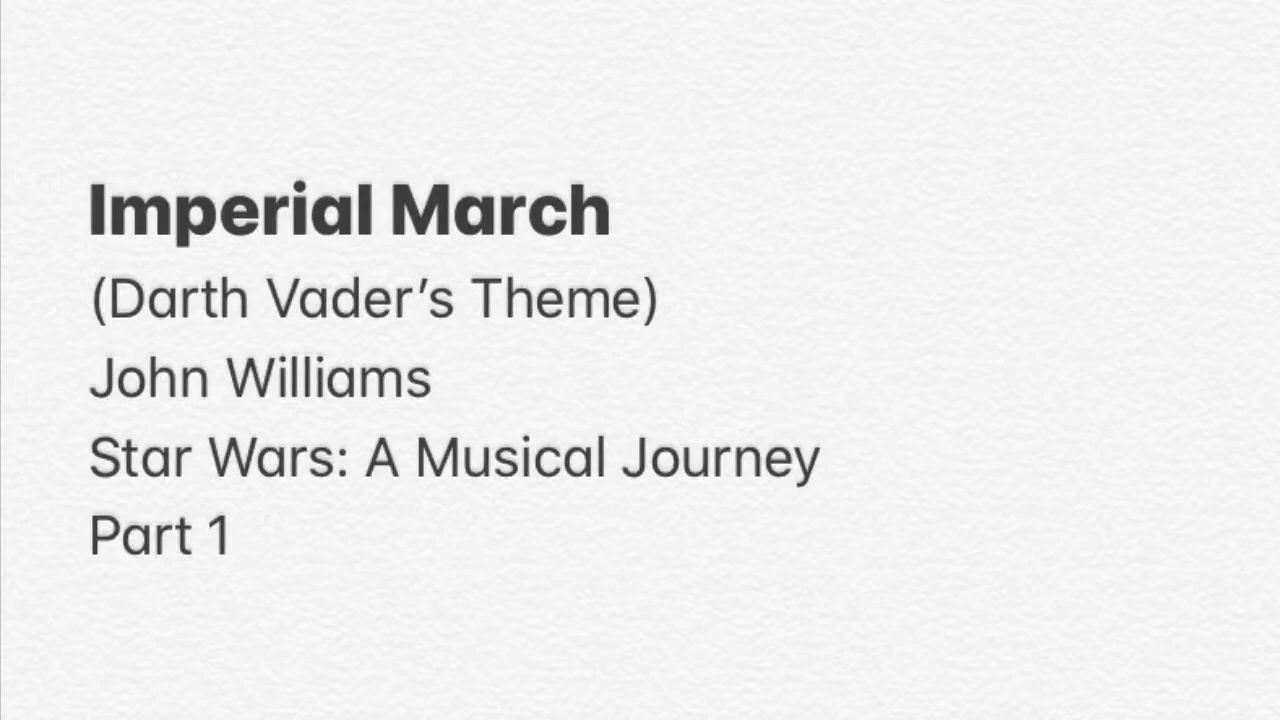 Imperial March
(Darth Vader’s Theme)
John Williams
Star Wars: A Musical Journey
Part 1